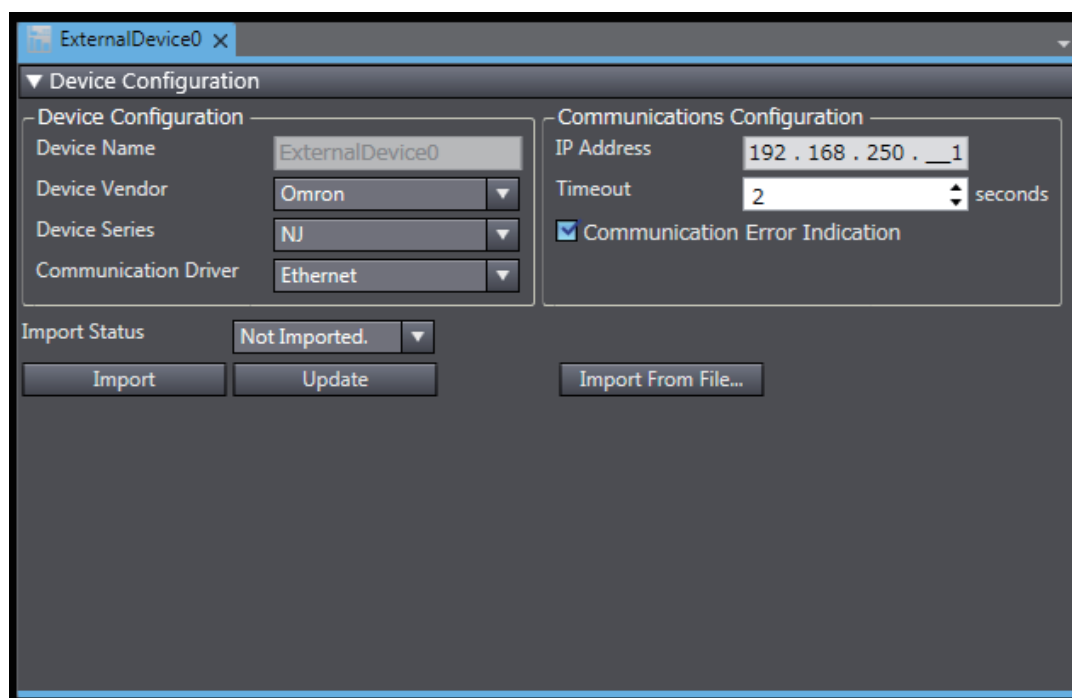 ExternalDevice0
Device Configuration
Device Configuration
Device Name ExternalDevice0
Device Vendor Omron
Device Series NJ
Communication Driver Ethernet
Communications Configuration
IP Address 192 . 168 . 250 . __1
Timeout 2 seconds
Communication Error Indication
Import Status Not Imported.
Import Update Import From File...